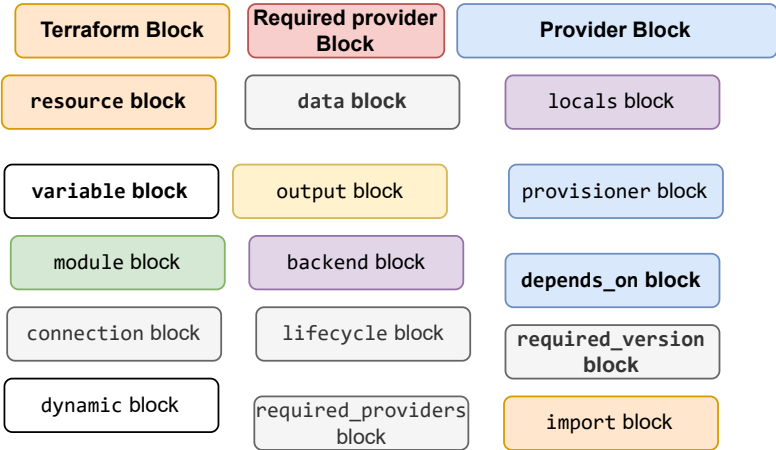 Terraform Block
Required provider
Block
Provider Block
resource block
data block
locals block
variable block
output block
provisioner block
module block
backend block
depends_on block
connection block
lifecycle block
required_version
block
dynamic block
required_providers
block
import block